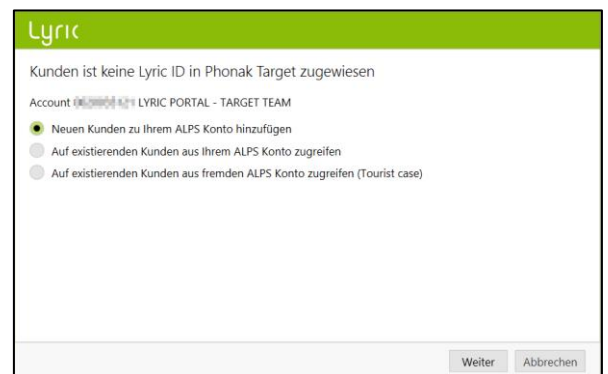 Lyric
Kunden ist keine Lyric ID in Phonak Target zugewiesen
Account LYRIC PORTAL - TARGET TEAM
Neuen Kunden zu Ihrem ALPS Konto hinzufügen
Auf existierenden Kunden aus Ihrem ALPS Konto zugreifen
Auf existierenden Kunden aus fremden ALPS Konto zugreifen (Tourist case)
Weiter Abbrechen